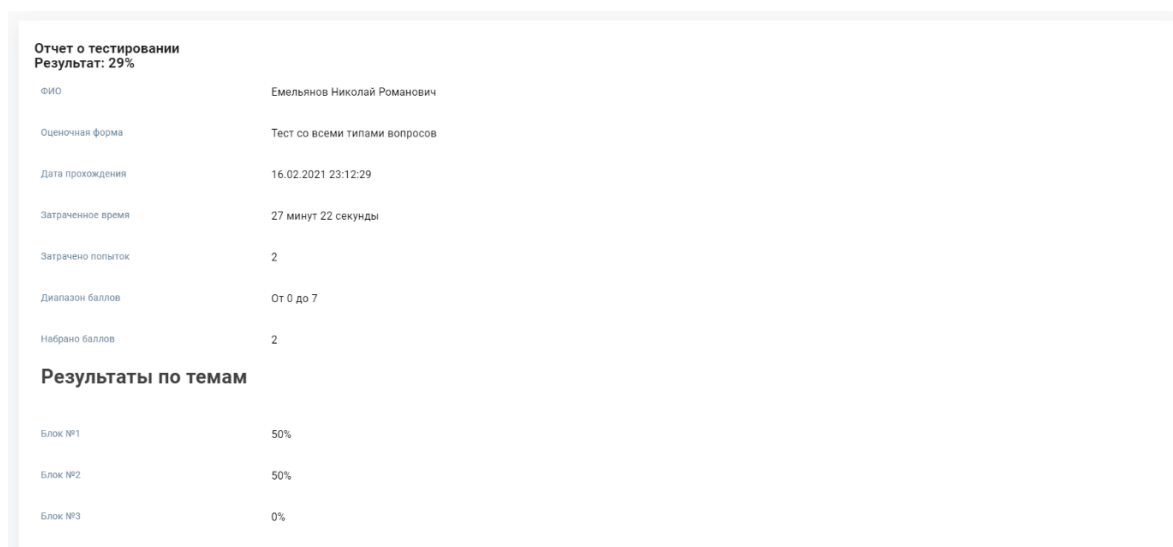 Отчет о тестировании
Результат: 29%
ФИО Емельянов Николай Романович
Оценочная форма Тест со всеми типами вопросов
Дата прохождения 16.02.2021 23:12:29
Затраченное время 27 минут 22 секунды
Затрачено попыток 2
Диапазон баллов От 0 до 7
Набрано баллов 2
Результаты по темам
Блок №1 50%
Блок №2 50%
Блок №3 0%